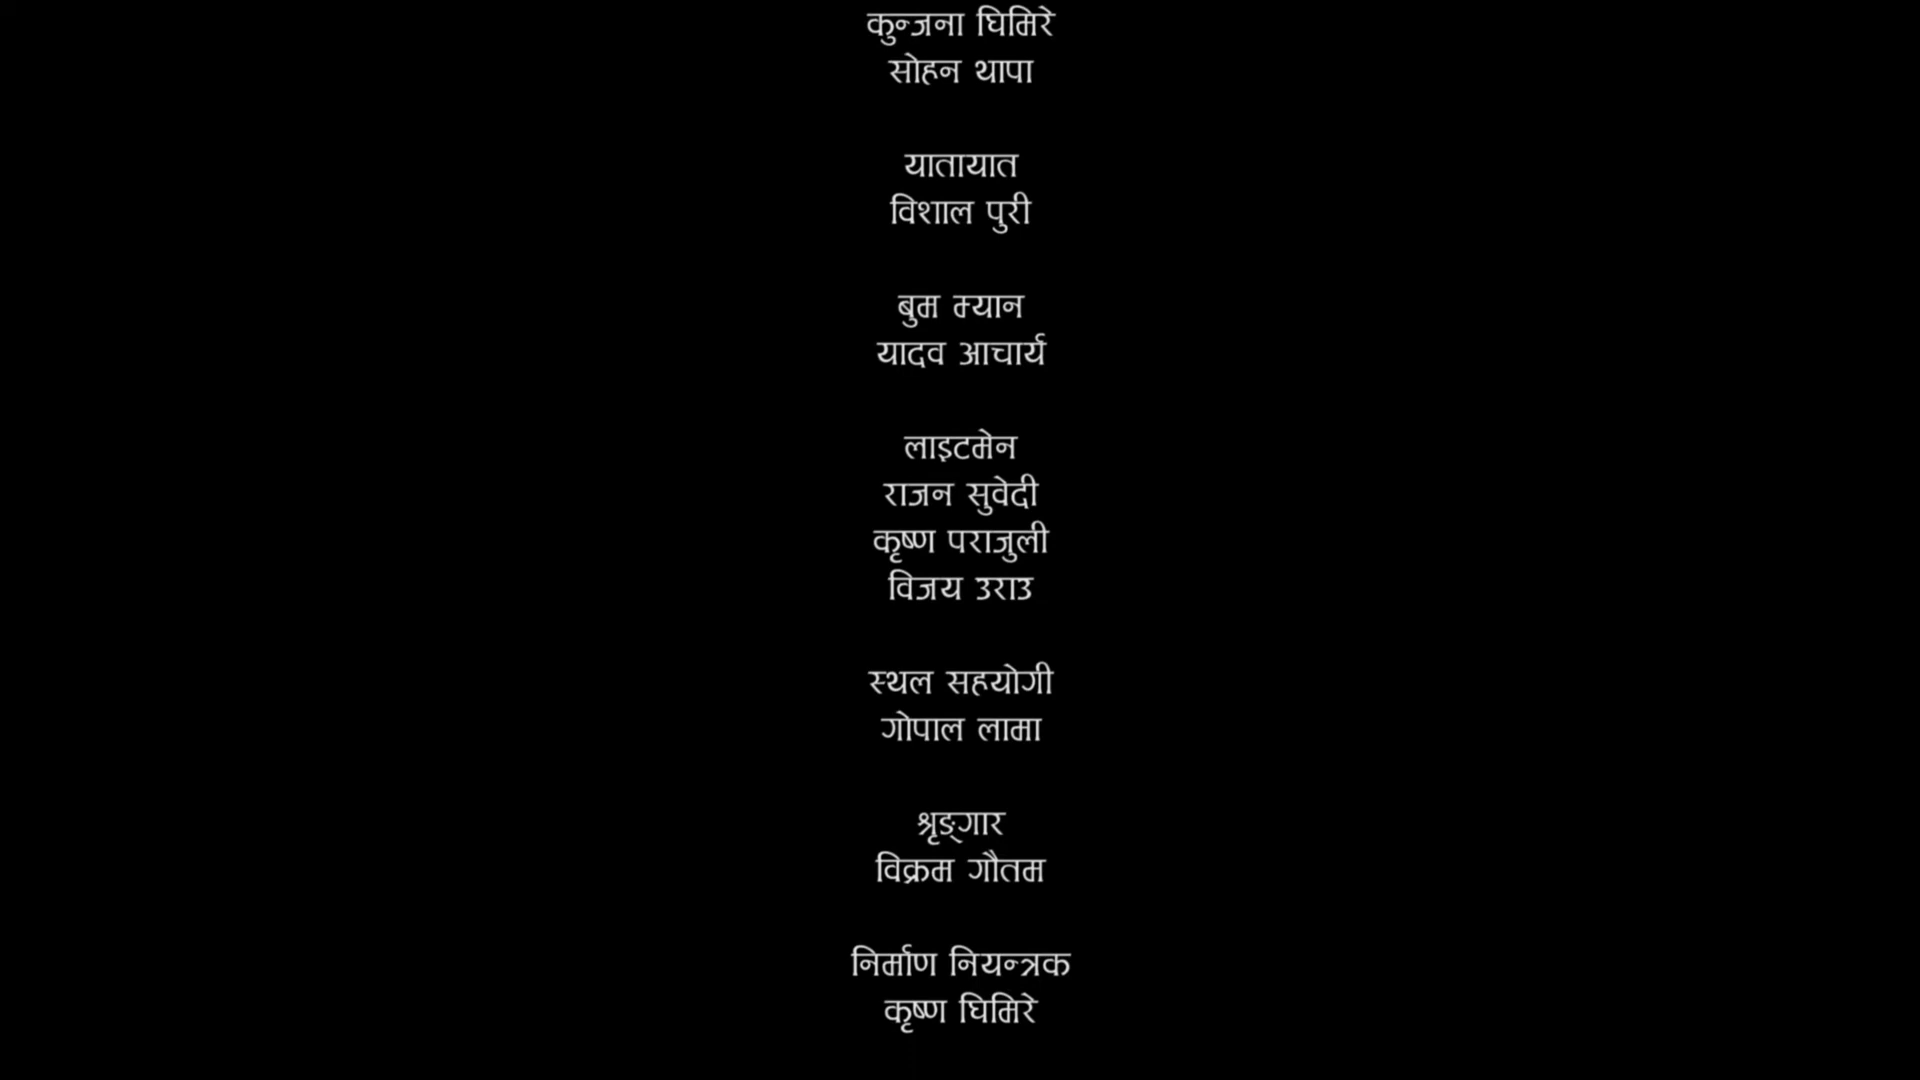 कुन्जना घिमिरे
सोहन थापा
यातायात
विशाल पुरी
बुम म्यान
यादव आचार्य
लाइटमेन
राजन सुवेदी
कृष्ण पराजुली
विजय उराउ
स्थल सहयोगी
गोपाल लामा
श्रृङ्गार
विक्रम गौतम
निर्माण नियन्त्रक
कृष्ण घिमिरे